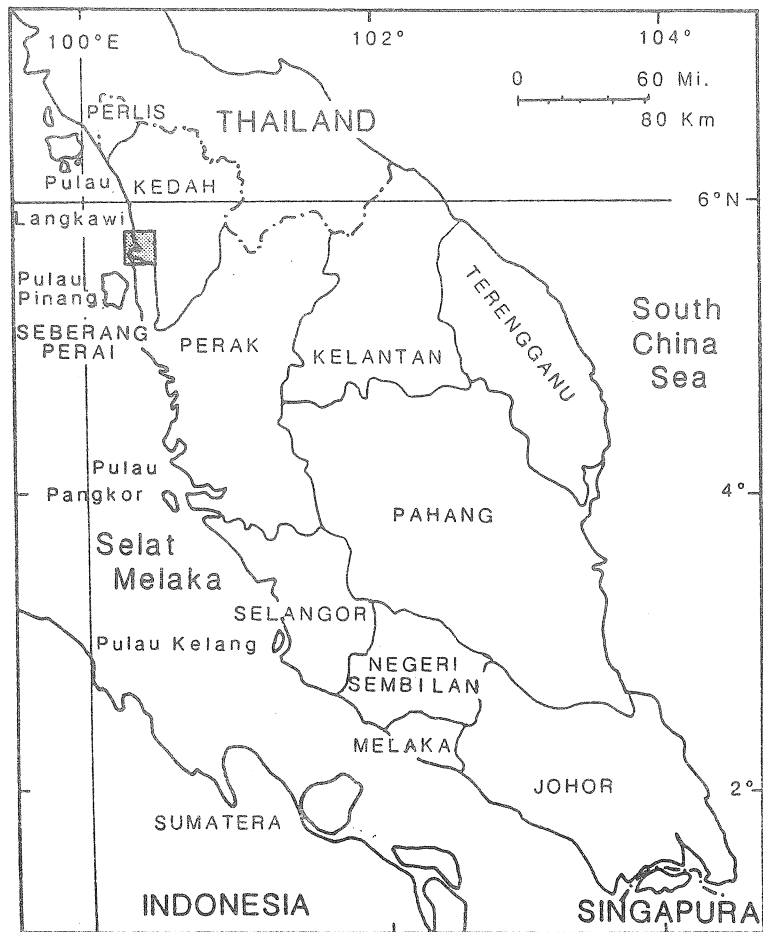 100°E
102°
104°
0 60 Mi.
80 Km
PERLIS
THAILAND
Pulau
Langkawi
KEDAH
6°N
Pulau
Pinang
SEBERANG
PERAI
PERAK
KELANTAN
TERENGGANU
South
China
Sea
Pulau
Pangkor
4°
PAHANG
Selat
Melaka
SELANGOR
Pulau Kelang
NEGERI
SEMBILAN
MELAKA
2°
JOHOR
SUMATERA
INDONESIA
SINGAPURA